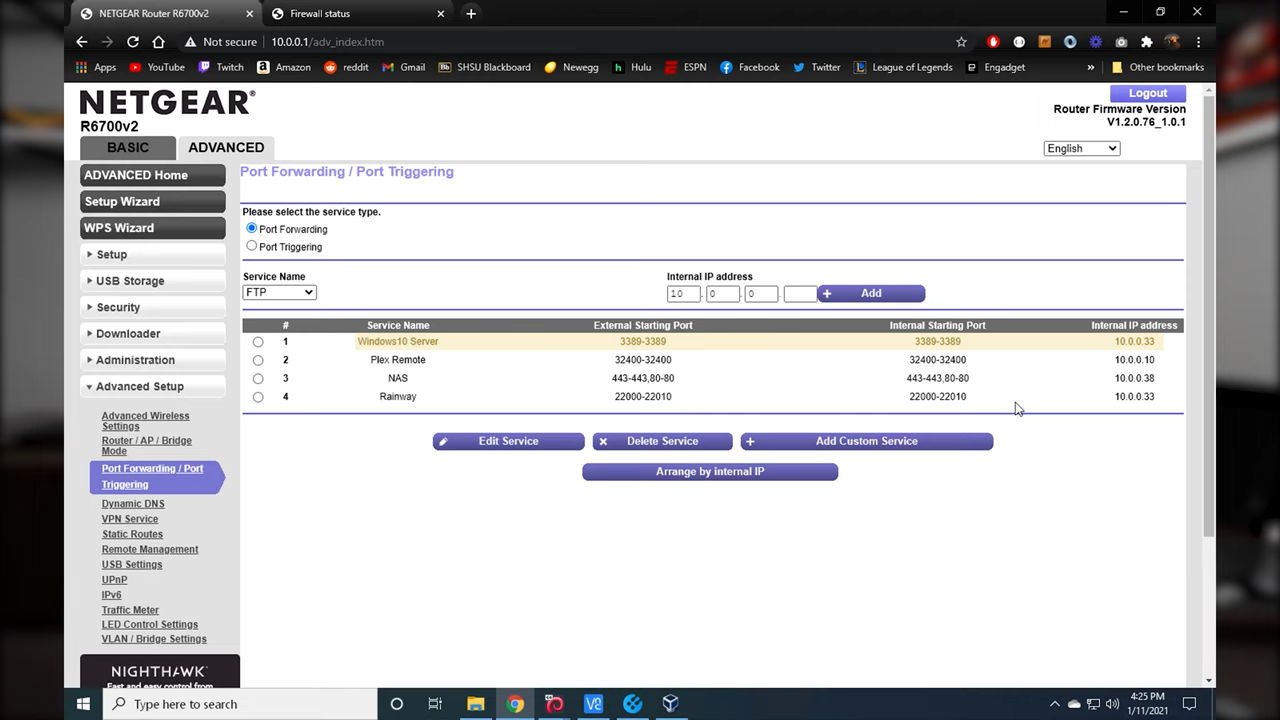 NETGEAR Router R6700v2
Firewall status
Not secure 10.0.0.1/adv_index.htm
Apps YouTube Twitch Amazon reddit Gmail SHSU Blackboard Newegg Hulu ESPN Facebook Twitter League of Legends Engadget » Other bookmarks
NETGEAR®
R6700v2
Logout
Router Firmware Version
V1.2.0.76_1.0.1
BASIC ADVANCED
English
ADVANCED Home
Setup Wizard
WPS Wizard
Setup
USB Storage
Security
Downloader
Administration
Advanced Setup
Advanced Wireless
Settings
Router / AP / Bridge
Mode
Port Forwarding / Port
Triggering
Dynamic DNS
VPN Service
Static Routes
Remote Management
USB Settings
UPnP
IPv6
Traffic Meter
LED Control Settings
VLAN / Bridge Settings
NIGHTHAWK
Fast and easy control from
Port Forwarding / Port Triggering
Please select the service type.
Port Forwarding
Port Triggering
Service Name Internal IP address
FTP 10 . 0 . 0 . + Add
# Service Name External Starting Port Internal Starting Port Internal IP address
1 Windows10 Server 3389-3389 3389-3389 10.0.0.33
2 Plex Remote 32400-32400 32400-32400 10.0.0.10
3 NAS 443-443,80-80 443-443,80-80 10.0.0.38
4 Rainway 22000-22010 22000-22010 10.0.0.33
Edit Service × Delete Service + Add Custom Service
Arrange by internal IP
Type here to search
4:25 PM
1/11/2021